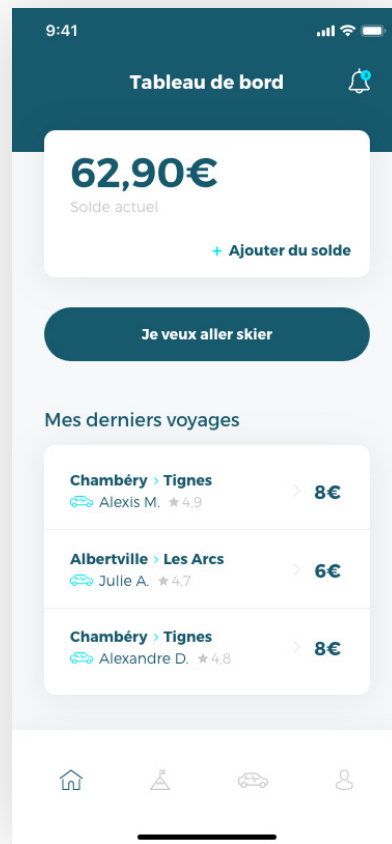 9:41
Tableau de bord
62,90€
Solde actuel
+ Ajouter du solde
Je veux aller skier
Mes derniers voyages
Chambéry > Tignes
Alexis M. ★ 4,9
8€
Albertville > Les Arcs
Julie A. ★ 4,7
6€
Chambéry > Tignes
Alexandre D. ★ 4,8
8€